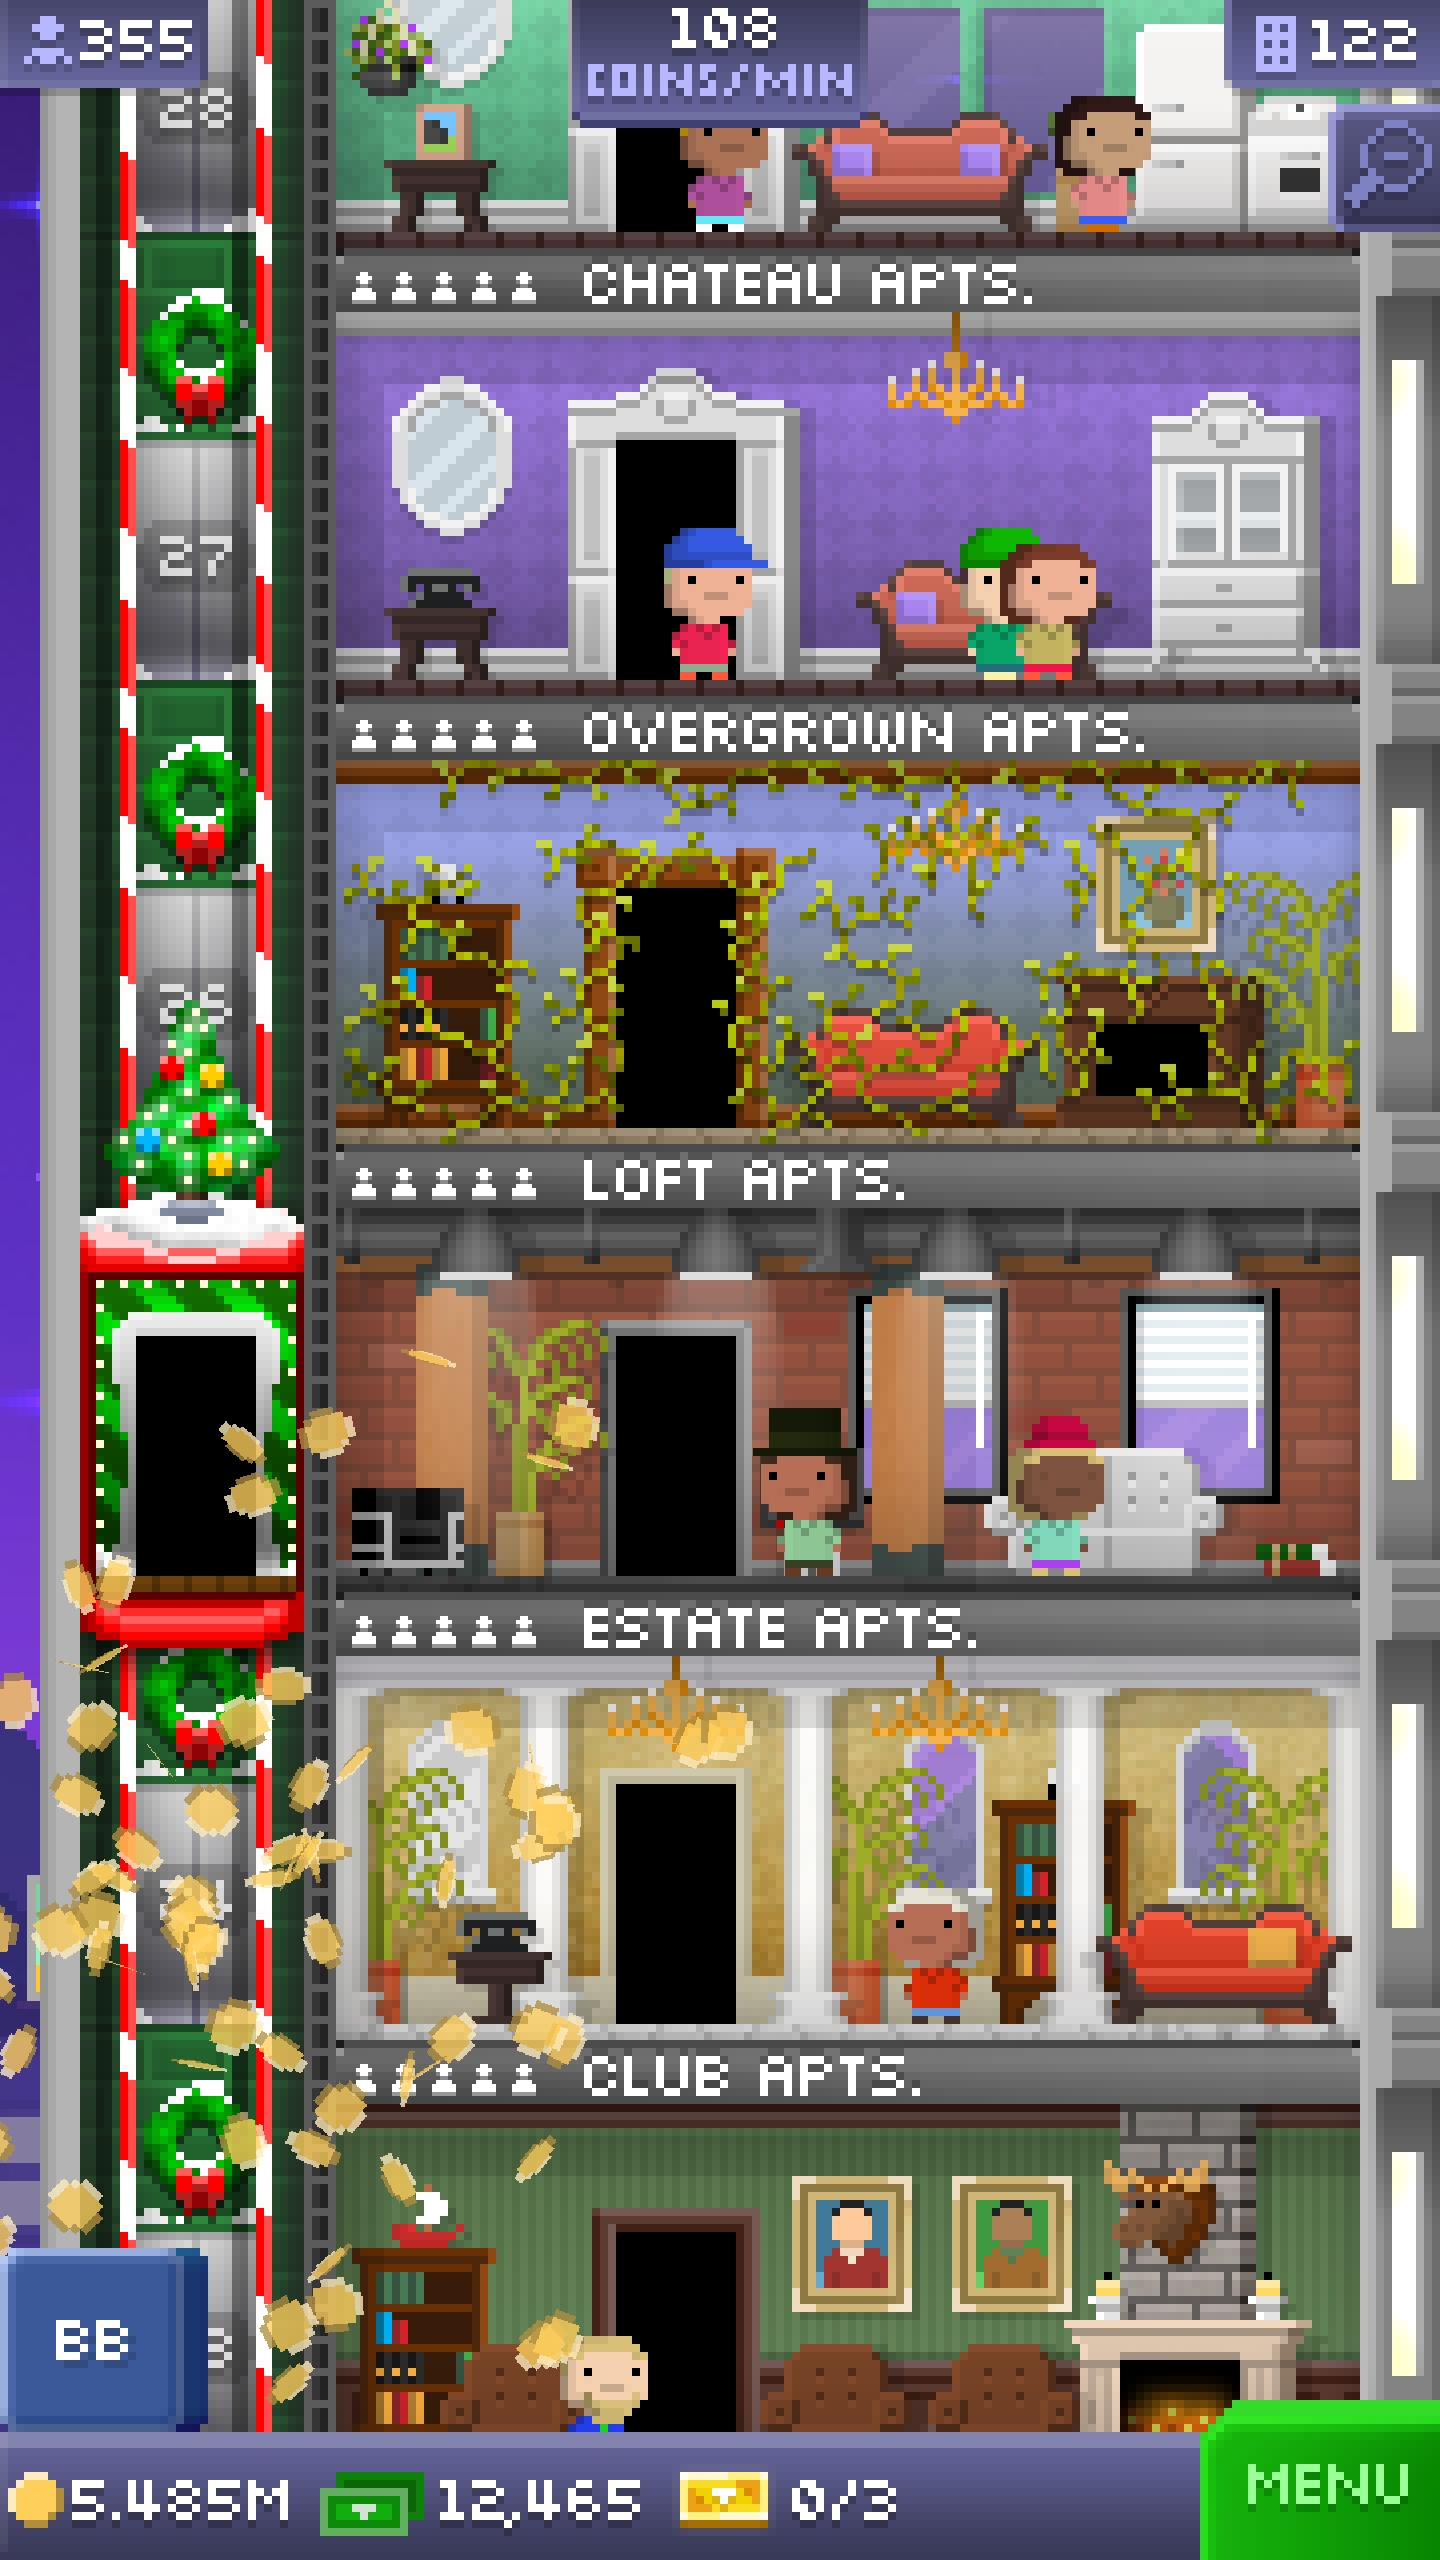 355
108
COINS/MIN
122
28
CHATEAU APTS.
27
OVERGROWN APTS.
LOFT APTS.
ESTATE APTS.
CLUB APTS.
BB
5.485M
12,465
0/3
MENU